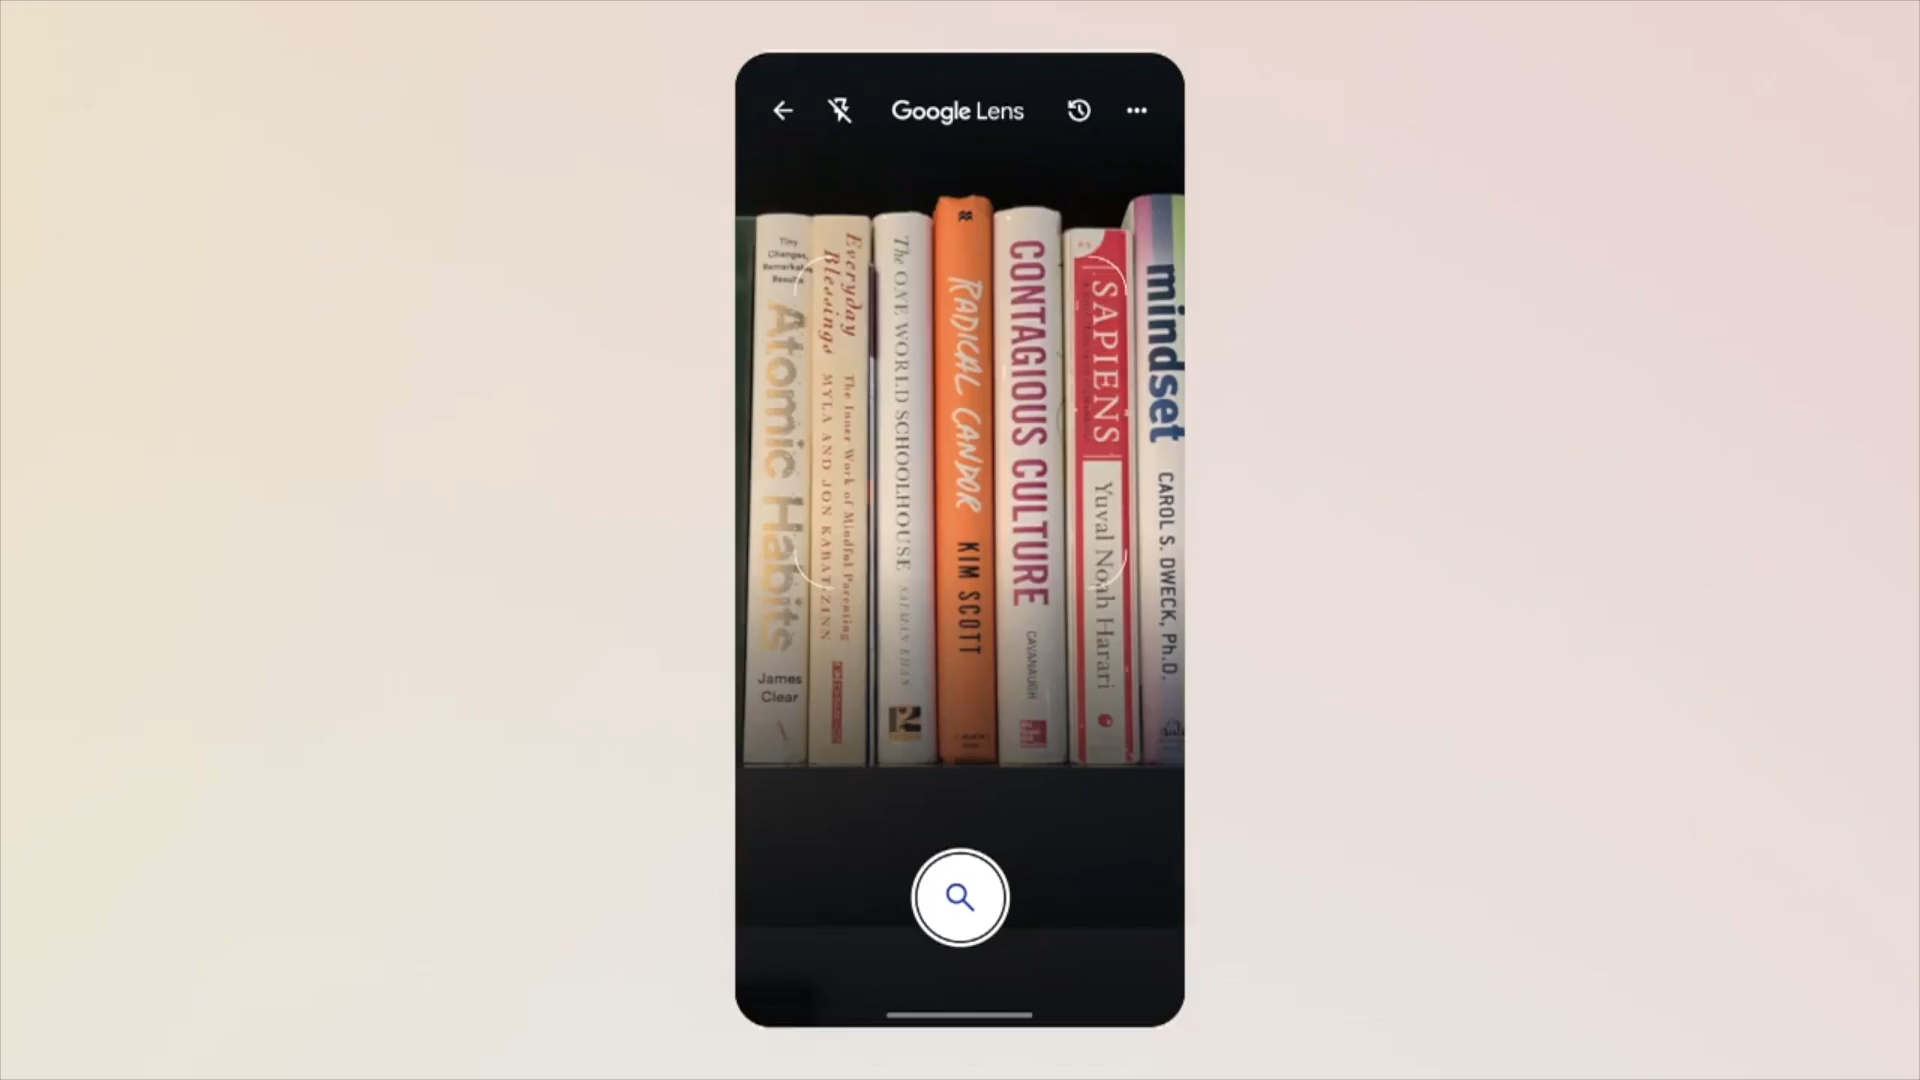 Google Lens
Tiny
Changes,
Remarkable
Results
Atomic Habits
James
Clear
Everyday
Blessings
The Inner Work of Mindful Parenting
MYLA AND JON KABAT-ZINN
The ONE WORLD SCHOOLHOUSE
SALMAN KHAN
RADICAL CANDOR
KIM SCOTT
CONTAGIOUS CULTURE
CAVANAUGH
SAPIENS
Yuval Noah Harari
mindset
CAROL S. DWECK, Ph.D.